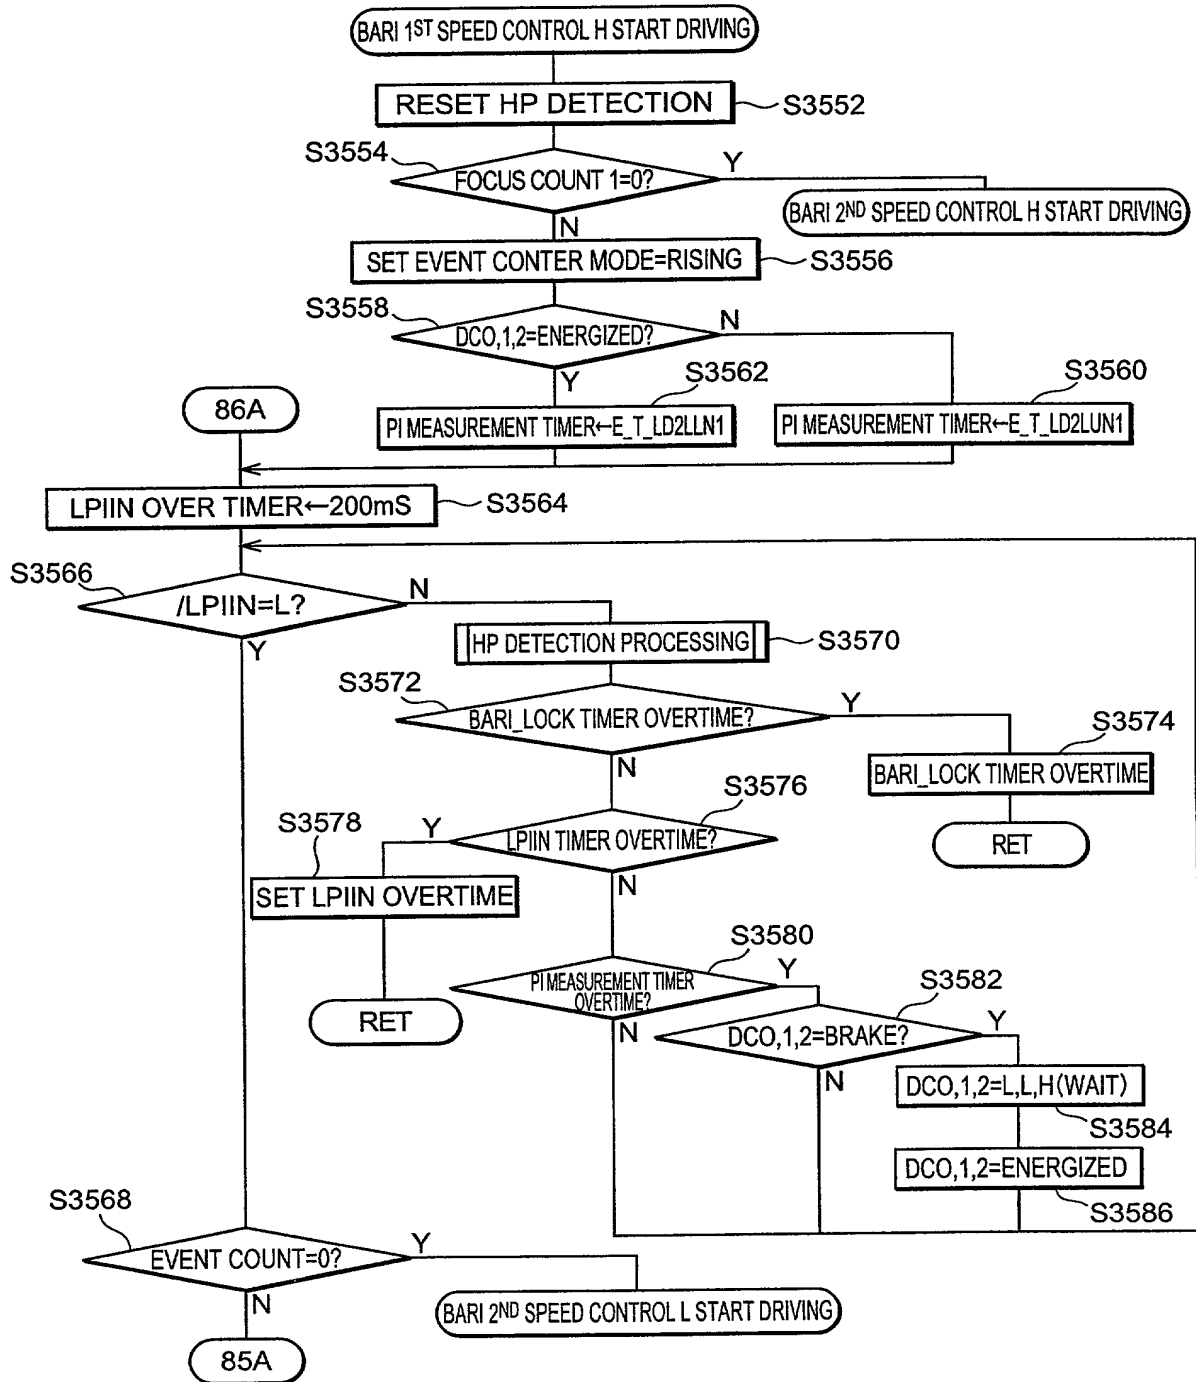 BARI 1ST SPEED CONTROL H START DRIVING
RESET HP DETECTION
S3552
S3554
FOCUS COUNT 1=0?
Y
BARI 2ND SPEED CONTROL H START DRIVING
N
SET EVENT CONTER MODE=RISING
S3556
S3558
DCO,1,2=ENERGIZED?
N
Y
S3562
S3560
86A
PI MEASUREMENT TIMER←E_T_LD2LLN1
PI MEASUREMENT TIMER←E_T_LD2LUN1
LPIIN OVER TIMER←200mS
S3564
S3566
/LPIIN=L?
N
Y
HP DETECTION PROCESSING
S3570
S3572
BARI_LOCK TIMER OVERTIME?
Y
S3574
N
BARI_LOCK TIMER OVERTIME
S3576
S3578
Y
LPIIN TIMER OVERTIME?
RET
N
SET LPIIN OVERTIME
S3580
PI MEASUREMENT TIMER
OVERTIME?
Y
S3582
RET
N
DCO,1,2=BRAKE?
Y
N
DCO,1,2=L,L,H(WAIT)
S3584
DCO,1,2=ENERGIZED
S3586
S3568
EVENT COUNT=0?
Y
N
BARI 2ND SPEED CONTROL L START DRIVING
85A